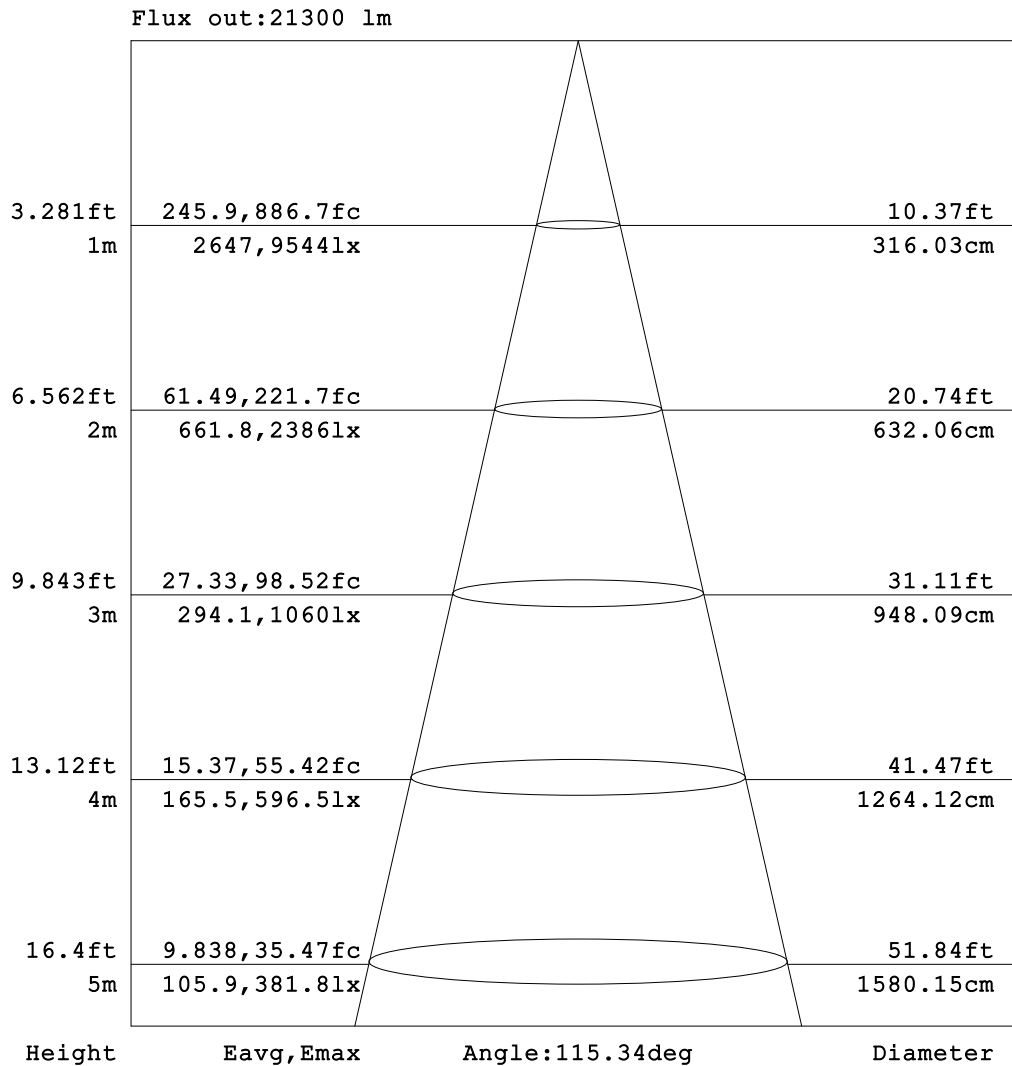 Flux out:21300 lm
3.281ft 245.9,886.7fc 10.37ft
1m 2647,9544lx 316.03cm
6.562ft 61.49,221.7fc 20.74ft
2m 661.8,2386lx 632.06cm
9.843ft 27.33,98.52fc 31.11ft
3m 294.1,1060lx 948.09cm
13.12ft 15.37,55.42fc 41.47ft
4m 165.5,596.5lx 1264.12cm
16.4ft 9.838,35.47fc 51.84ft
5m 105.9,381.8lx 1580.15cm
Height Eavg,Emax Angle:115.34deg Diameter